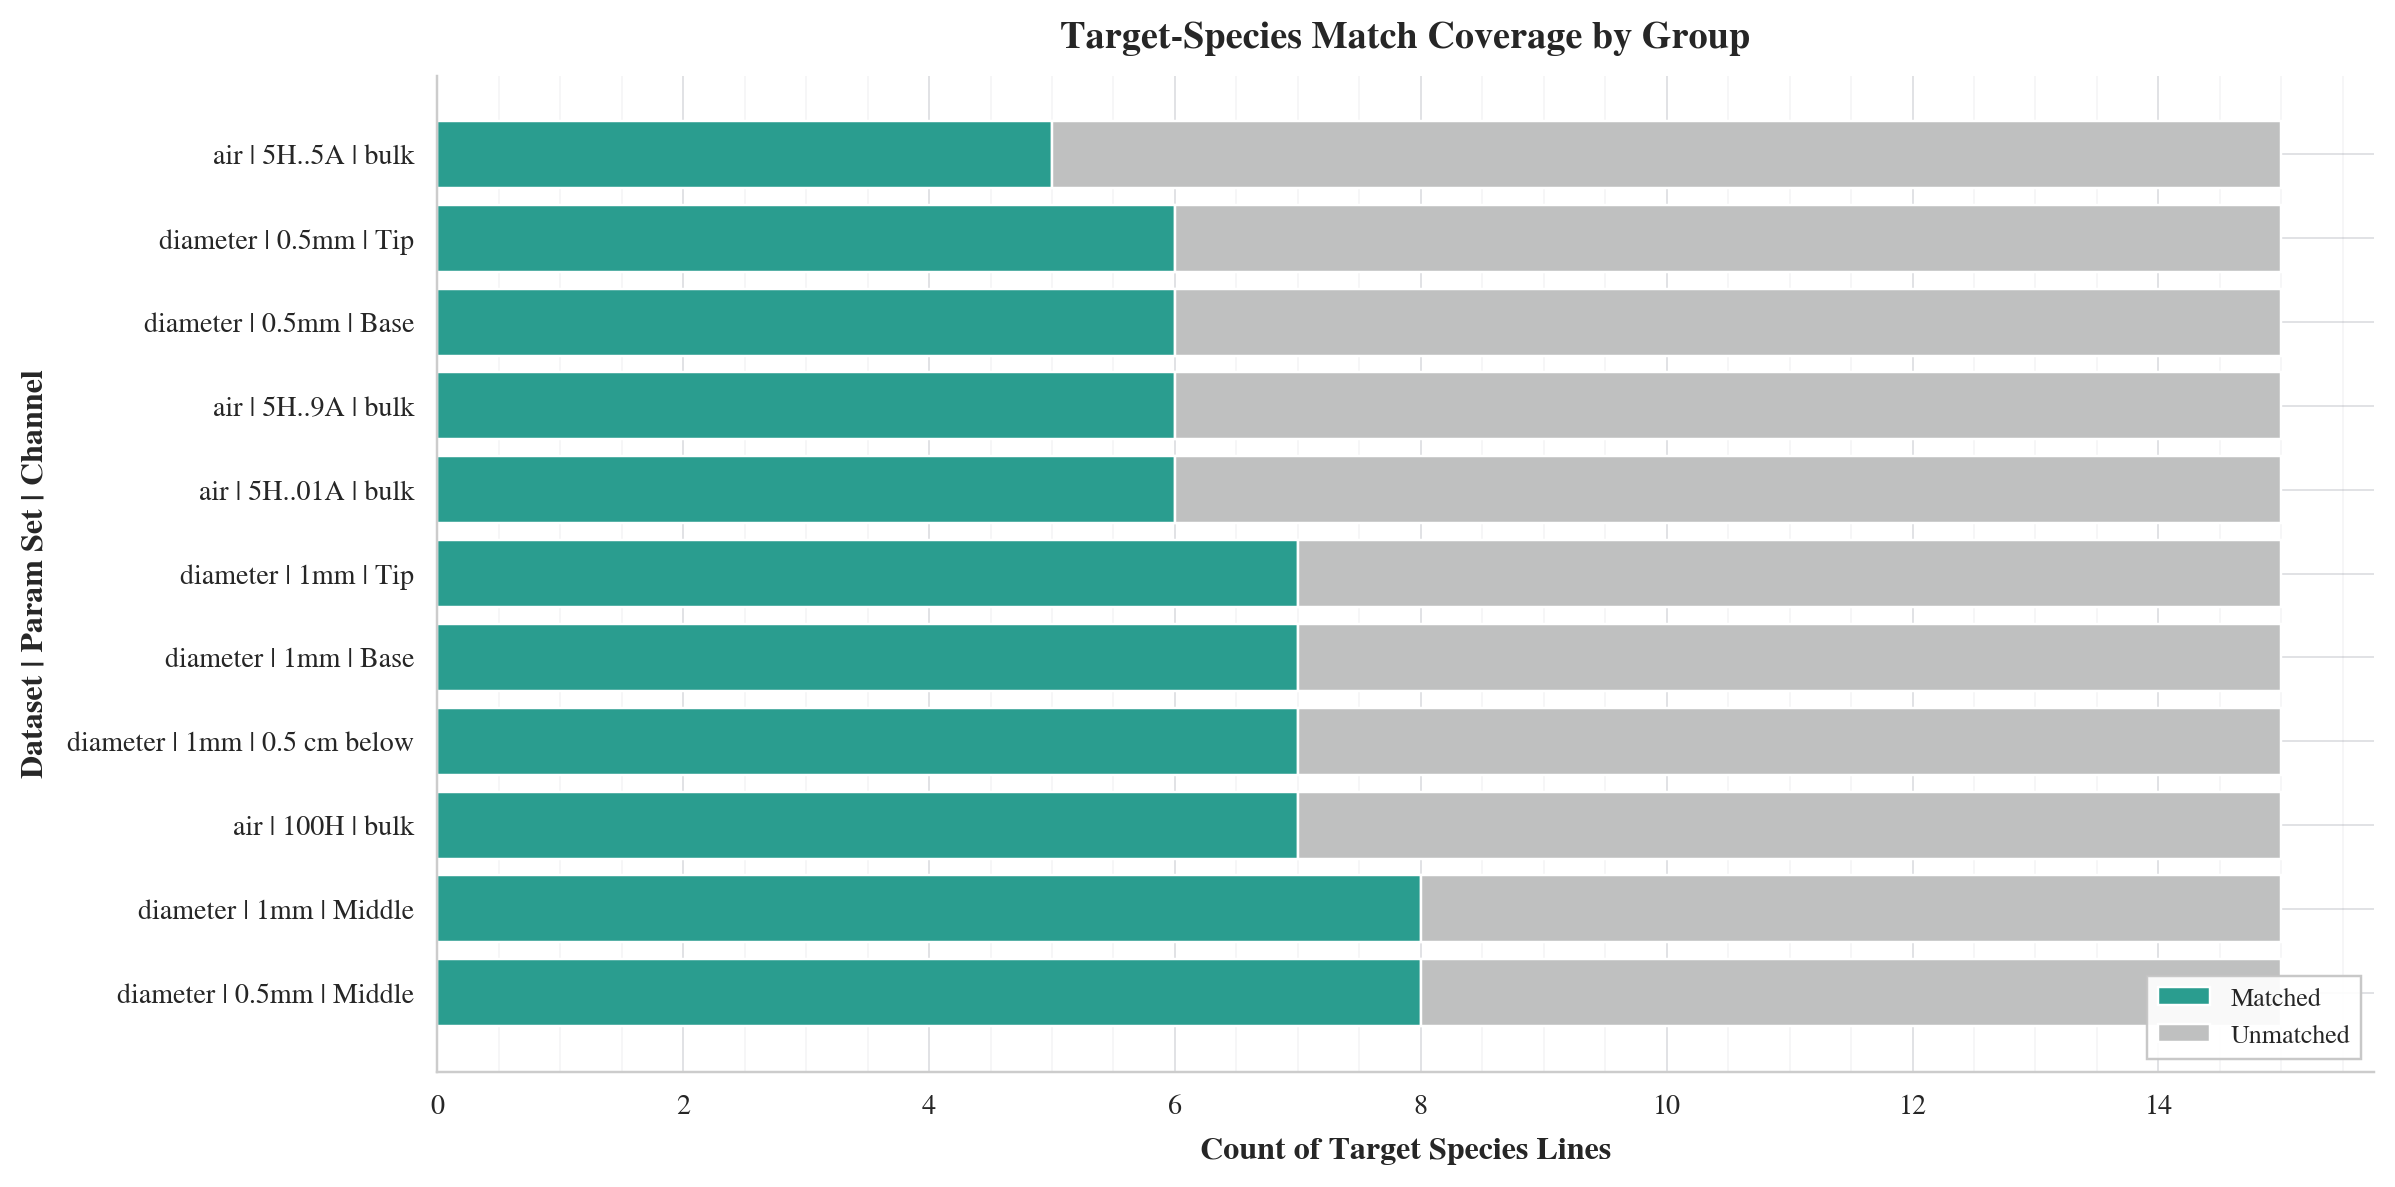 Target-Species Match Coverage by Group
Dataset | Param Set | Channel
air | 5H..5A | bulk
diameter | 0.5mm | Tip
diameter | 0.5mm | Base
air | 5H..9A | bulk
air | 5H..01A | bulk
diameter | 1mm | Tip
diameter | 1mm | Base
diameter | 1mm | 0.5 cm below
air | 100H | bulk
diameter | 1mm | Middle
diameter | 0.5mm | Middle
Matched
Unmatched
0 2 4 6 8 10 12 14
Count of Target Species Lines